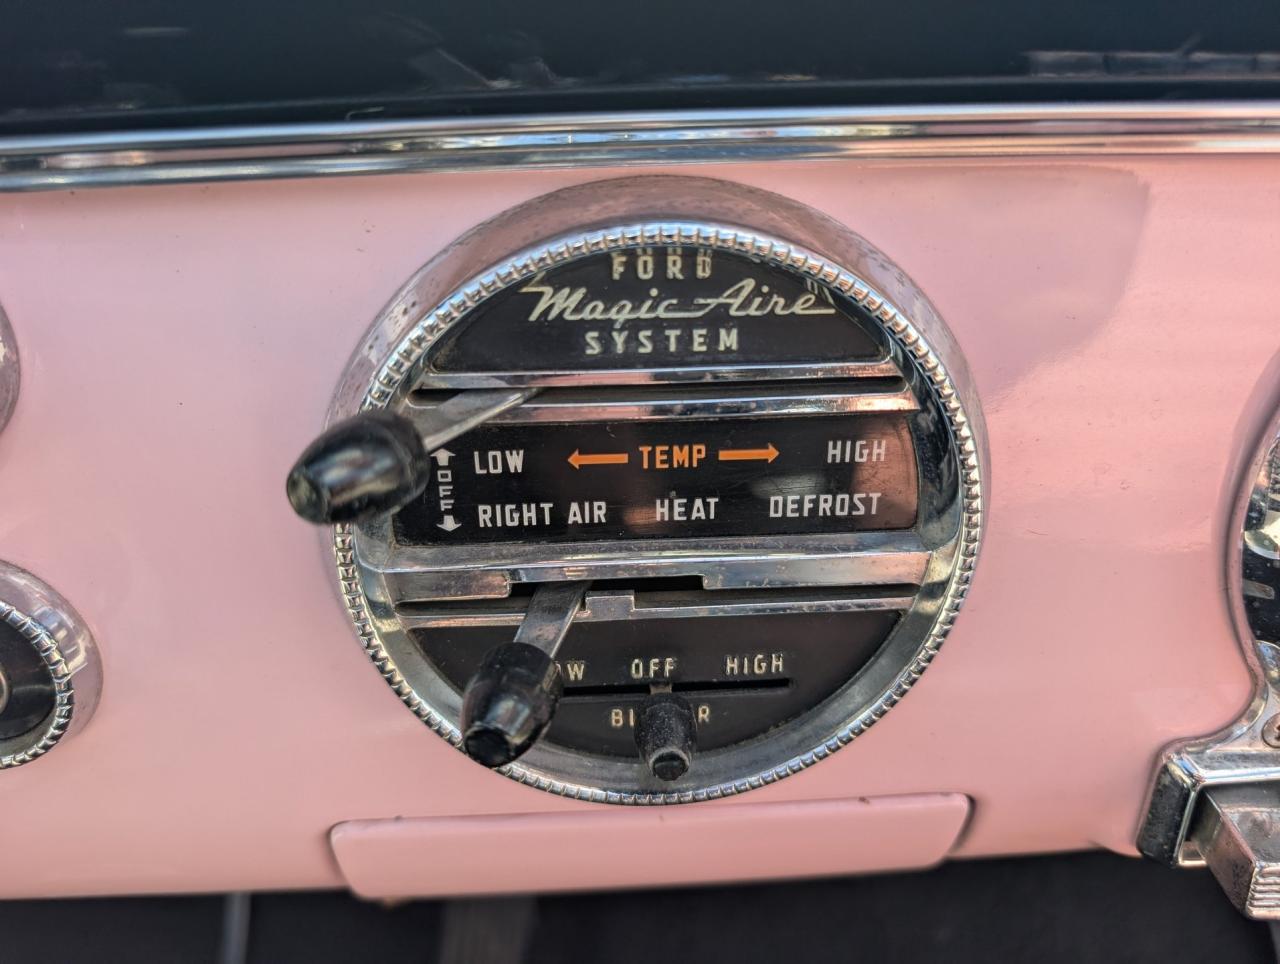 FORD
Magic-Aire
SYSTEM
LOW ← TEMP → HIGH
OFF
RIGHT AIR HEAT DEFROST
OFF HIGH